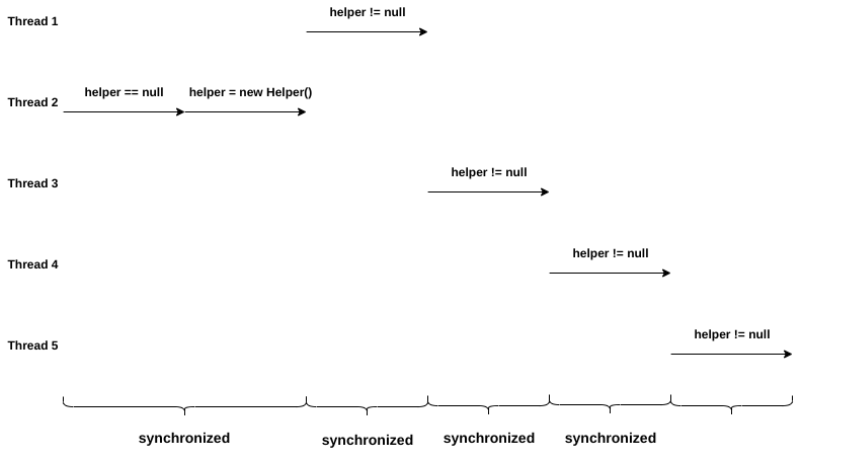 Thread 1
helper != null
Thread 2
helper == null
helper = new Helper()
Thread 3
helper != null
Thread 4
helper != null
Thread 5
helper != null
synchronized
synchronized
synchronized
synchronized